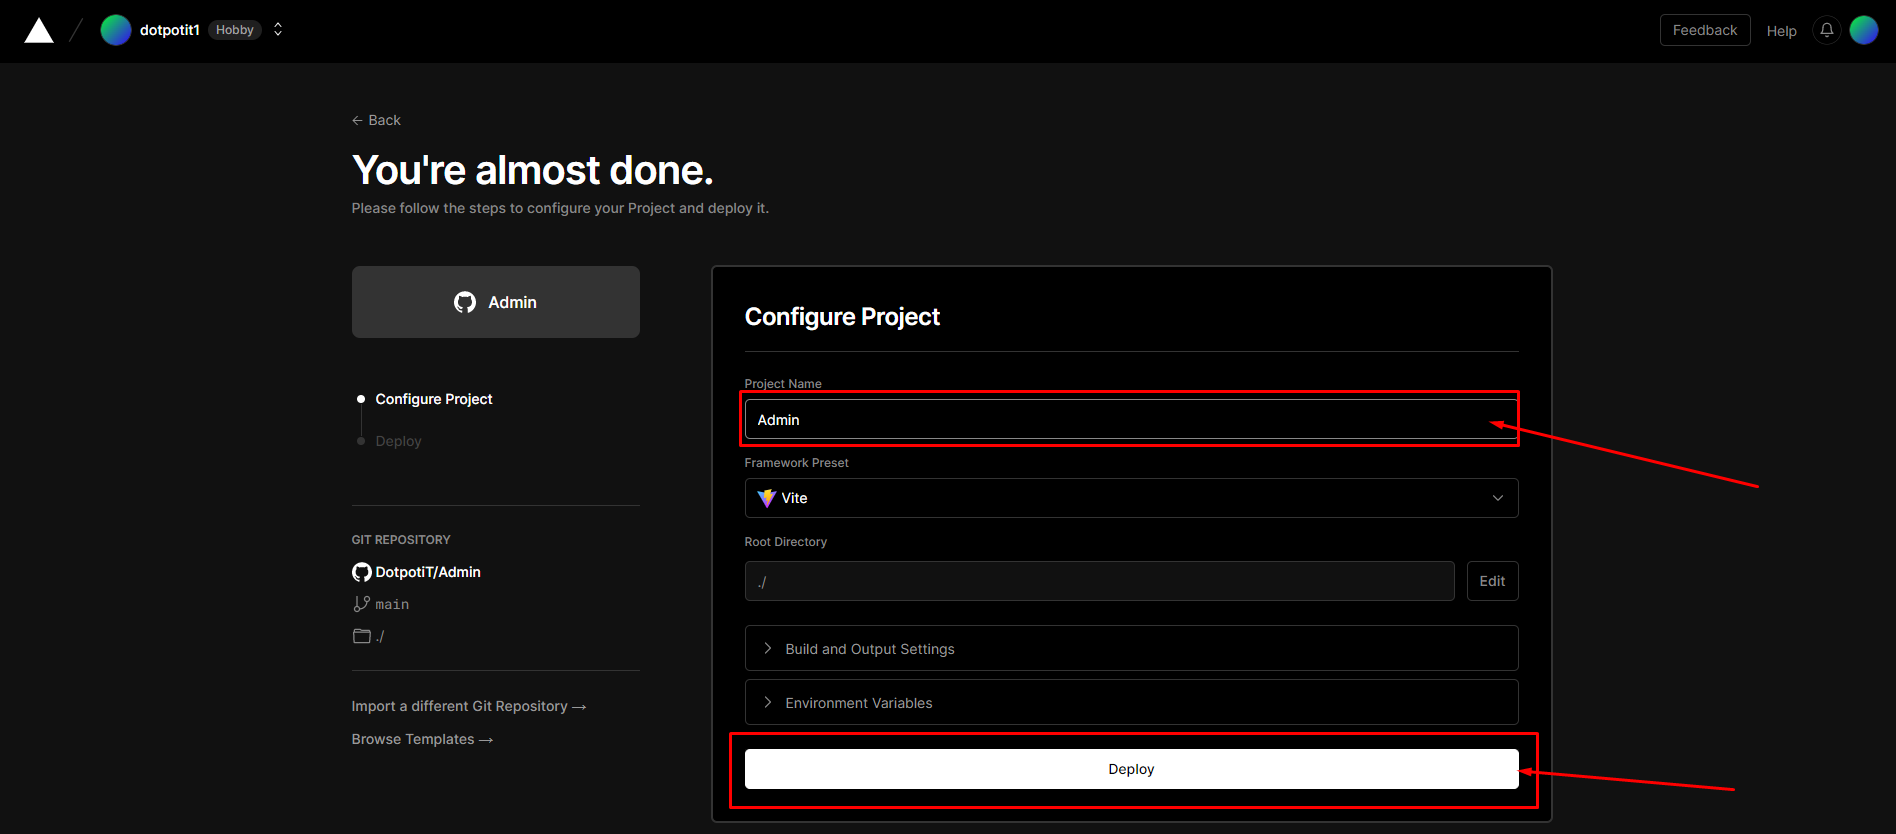 dotpotit1 Hobby
Feedback Help
← Back
You're almost done.
Please follow the steps to configure your Project and deploy it.
Admin
Configure Project
Deploy
GIT REPOSITORY
DotpotiT/Admin
main
./
Import a different Git Repository →
Browse Templates →
Configure Project
Project Name
Admin
Framework Preset
Vite
Root Directory
./ Edit
Build and Output Settings
Environment Variables
Deploy